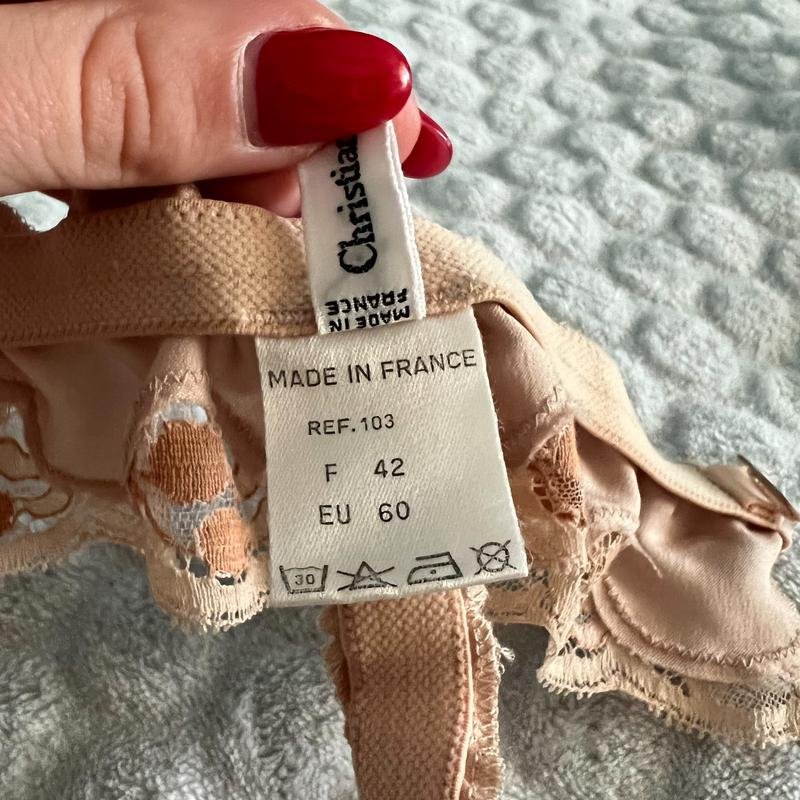 Christian
MADE IN
FRANCE
MADE IN FRANCE
REF.103
F 42
EU 60
30